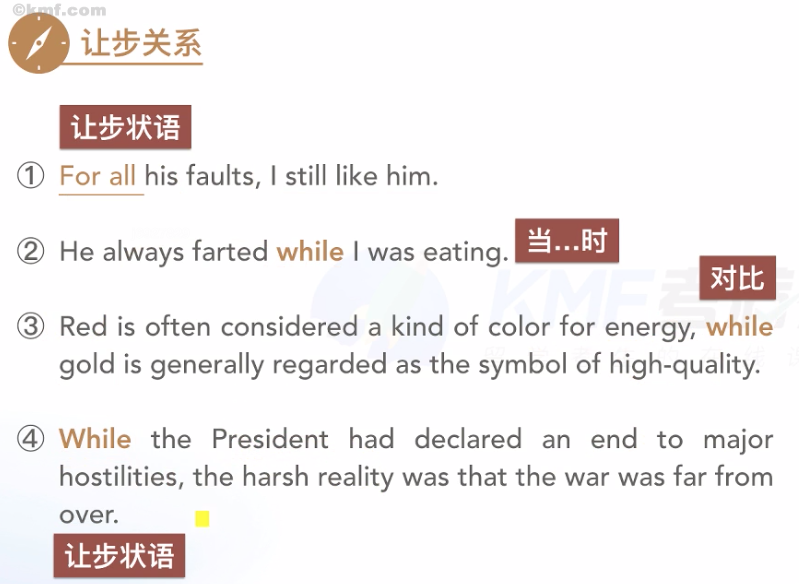 ©kmf.com
让步关系
让步状语
① For all his faults, I still like him.
② He always farted while I was eating. 当...时
对比
③ Red is often considered a kind of color for energy, while
gold is generally regarded as the symbol of high-quality.
④ While the President had declared an end to major
hostilities, the harsh reality was that the war was far from
over.
让步状语